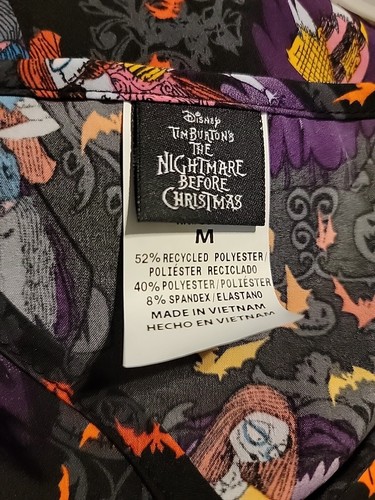 Disney
TIM BURTON'S
THE
NIGHTMARE
BEFORE
CHRISTMAS
M
52% RECYCLED POLYESTER/
POLIÉSTER RECICLADO
40% POLYESTER/POLIÉSTER
8% SPANDEX/ELASTANO
MADE IN VIETNAM
HECHO EN VIETNAM